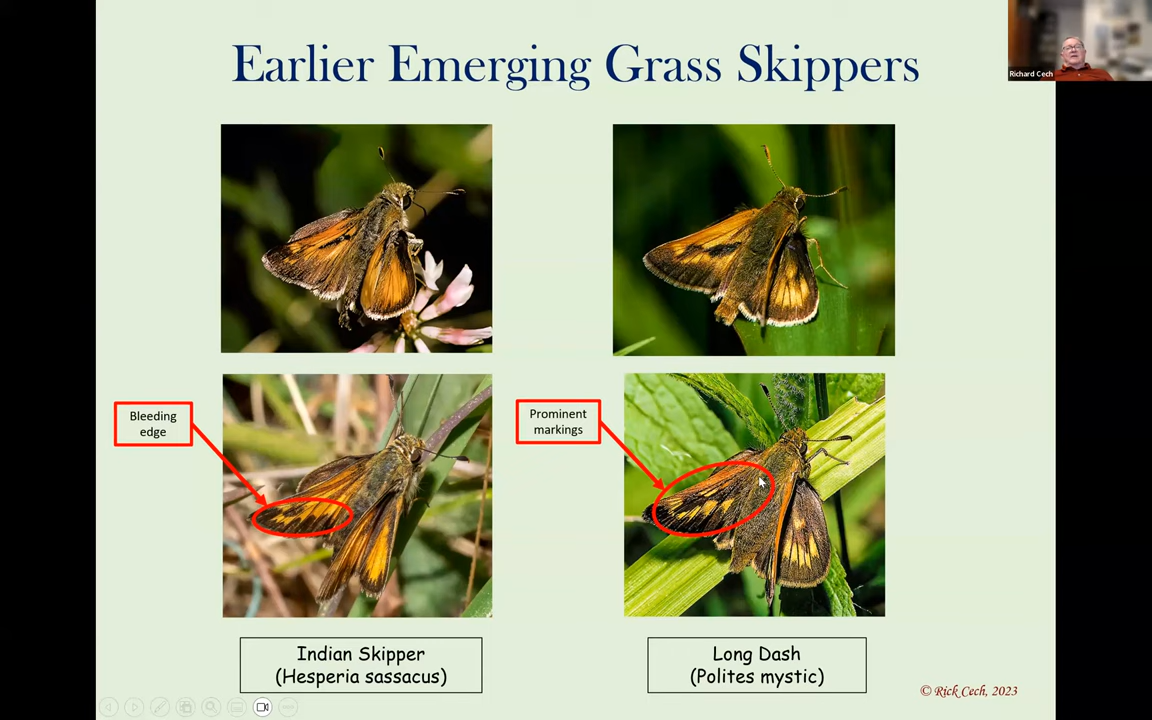 Earlier Emerging Grass Skippers
Richard Cech
Bleeding
edge
Prominent
markings
Indian Skipper
(Hesperia sassacus)
Long Dash
(Polites mystic)
© Rick Cech, 2023